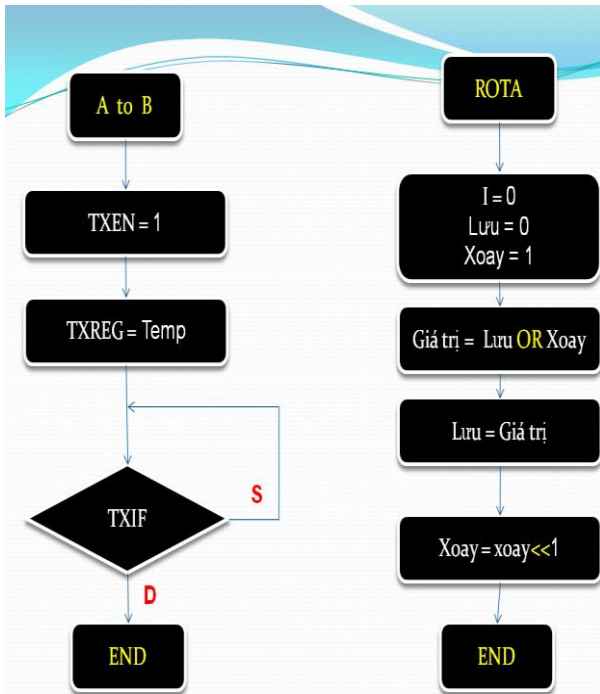 A to B
TXEN = 1
TXREG = Temp
TXIF
S
D
END
ROTA
I = 0
Lưu = 0
Xoay = 1
Giá trị = Lưu OR Xoay
Lưu = Giá trị
Xoay = xoay<<1
END